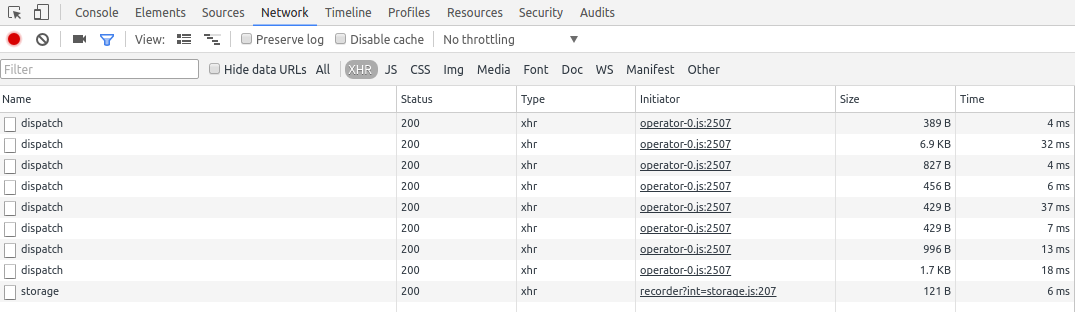 Console Elements Sources Network Timeline Profiles Resources Security Audits
View: Preserve log Disable cache No throttling
Filter Hide data URLs All XHR JS CSS Img Media Font Doc WS Manifest Other
Name Status Type Initiator Size Time
dispatch 200 xhr operator-0.js:2507 389 B 4 ms
dispatch 200 xhr operator-0.js:2507 6.9 KB 32 ms
dispatch 200 xhr operator-0.js:2507 827 B 4 ms
dispatch 200 xhr operator-0.js:2507 456 B 6 ms
dispatch 200 xhr operator-0.js:2507 429 B 37 ms
dispatch 200 xhr operator-0.js:2507 429 B 7 ms
dispatch 200 xhr operator-0.js:2507 996 B 13 ms
dispatch 200 xhr operator-0.js:2507 1.7 KB 18 ms
storage 200 xhr recorder?int=storage.js:207 121 B 6 ms